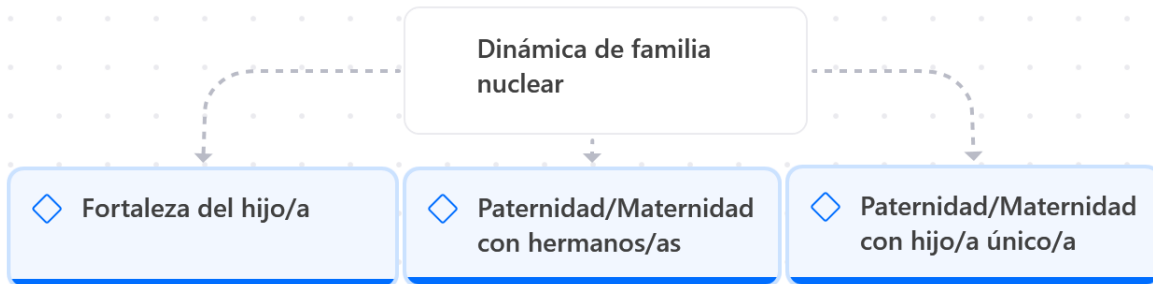 Dinámica de familia
nuclear
Fortaleza del hijo/a
Paternidad/Maternidad
con hermanos/as
Paternidad/Maternidad
con hijo/a único/a